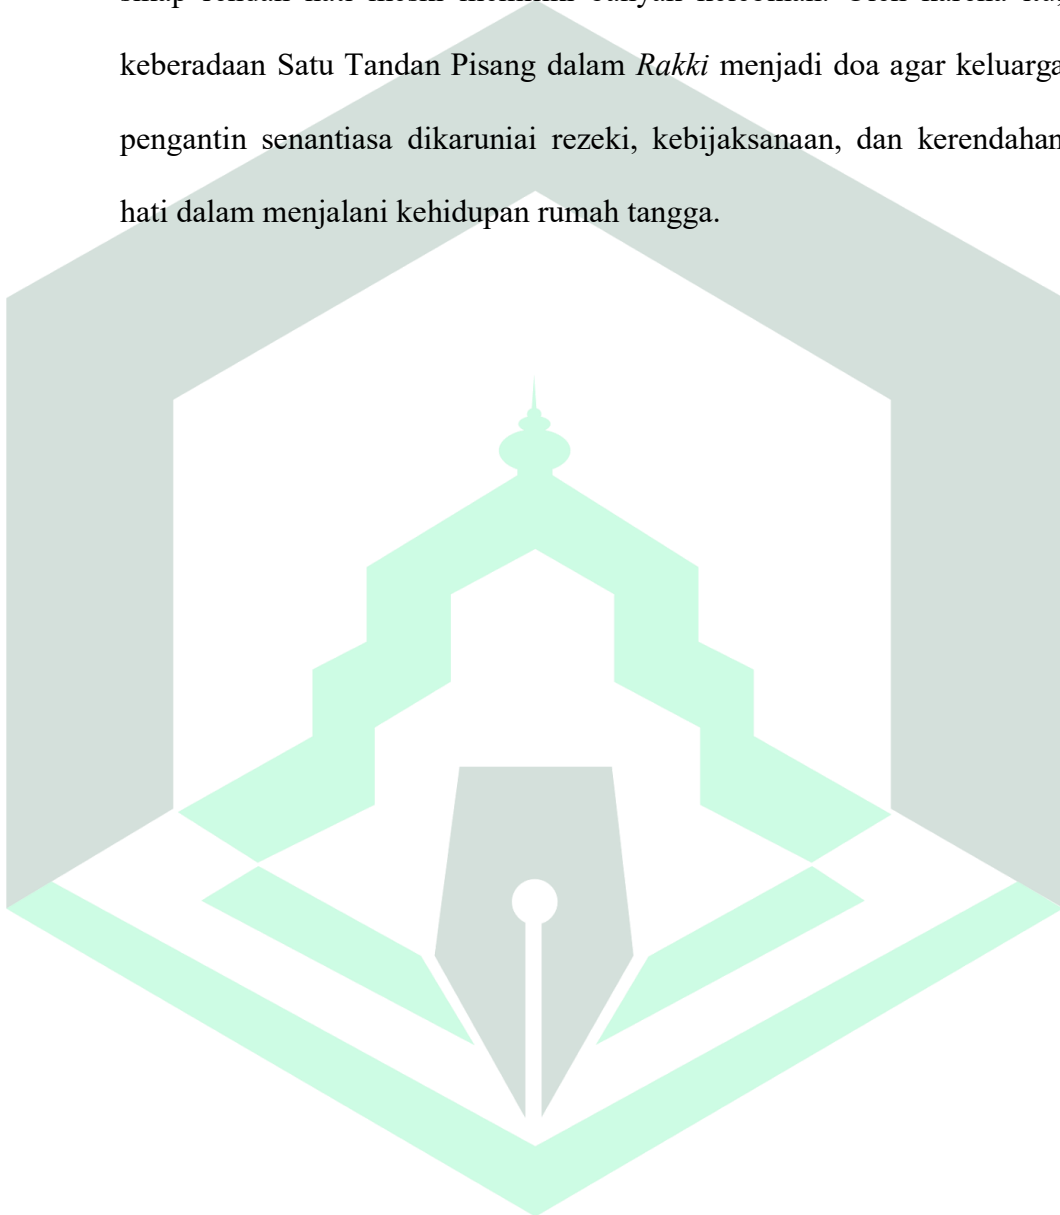 keberadaan Satu Tandan Pisang dalam Rakki menjadi doa agar keluarga
pengantin senantiasa dikaruniai rezeki, kebijaksanaan, dan kerendahan
hati dalam menjalani kehidupan rumah tangga.